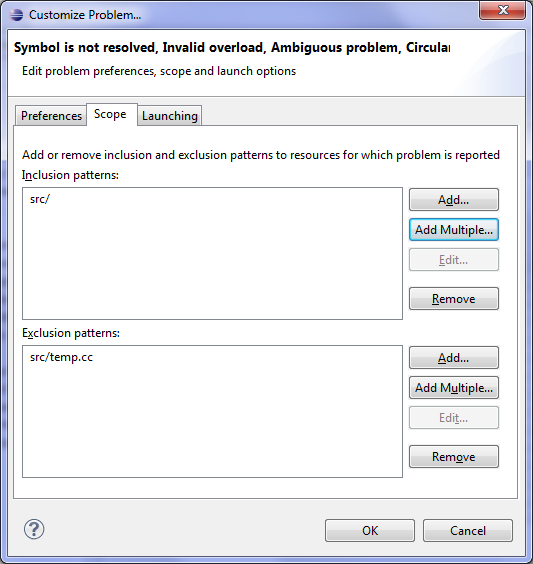 Customize Problem...
Symbol is not resolved, Invalid overload, Ambiguous problem, Circular
Edit problem preferences, scope and launch options
Preferences Scope Launching
Add or remove inclusion and exclusion patterns to resources for which problem is reported
Inclusion patterns:
src/
Add...
Add Multiple...
Edit...
Remove
Exclusion patterns:
src/temp.cc
Add...
Add Multiple...
Edit...
Remove
OK Cancel